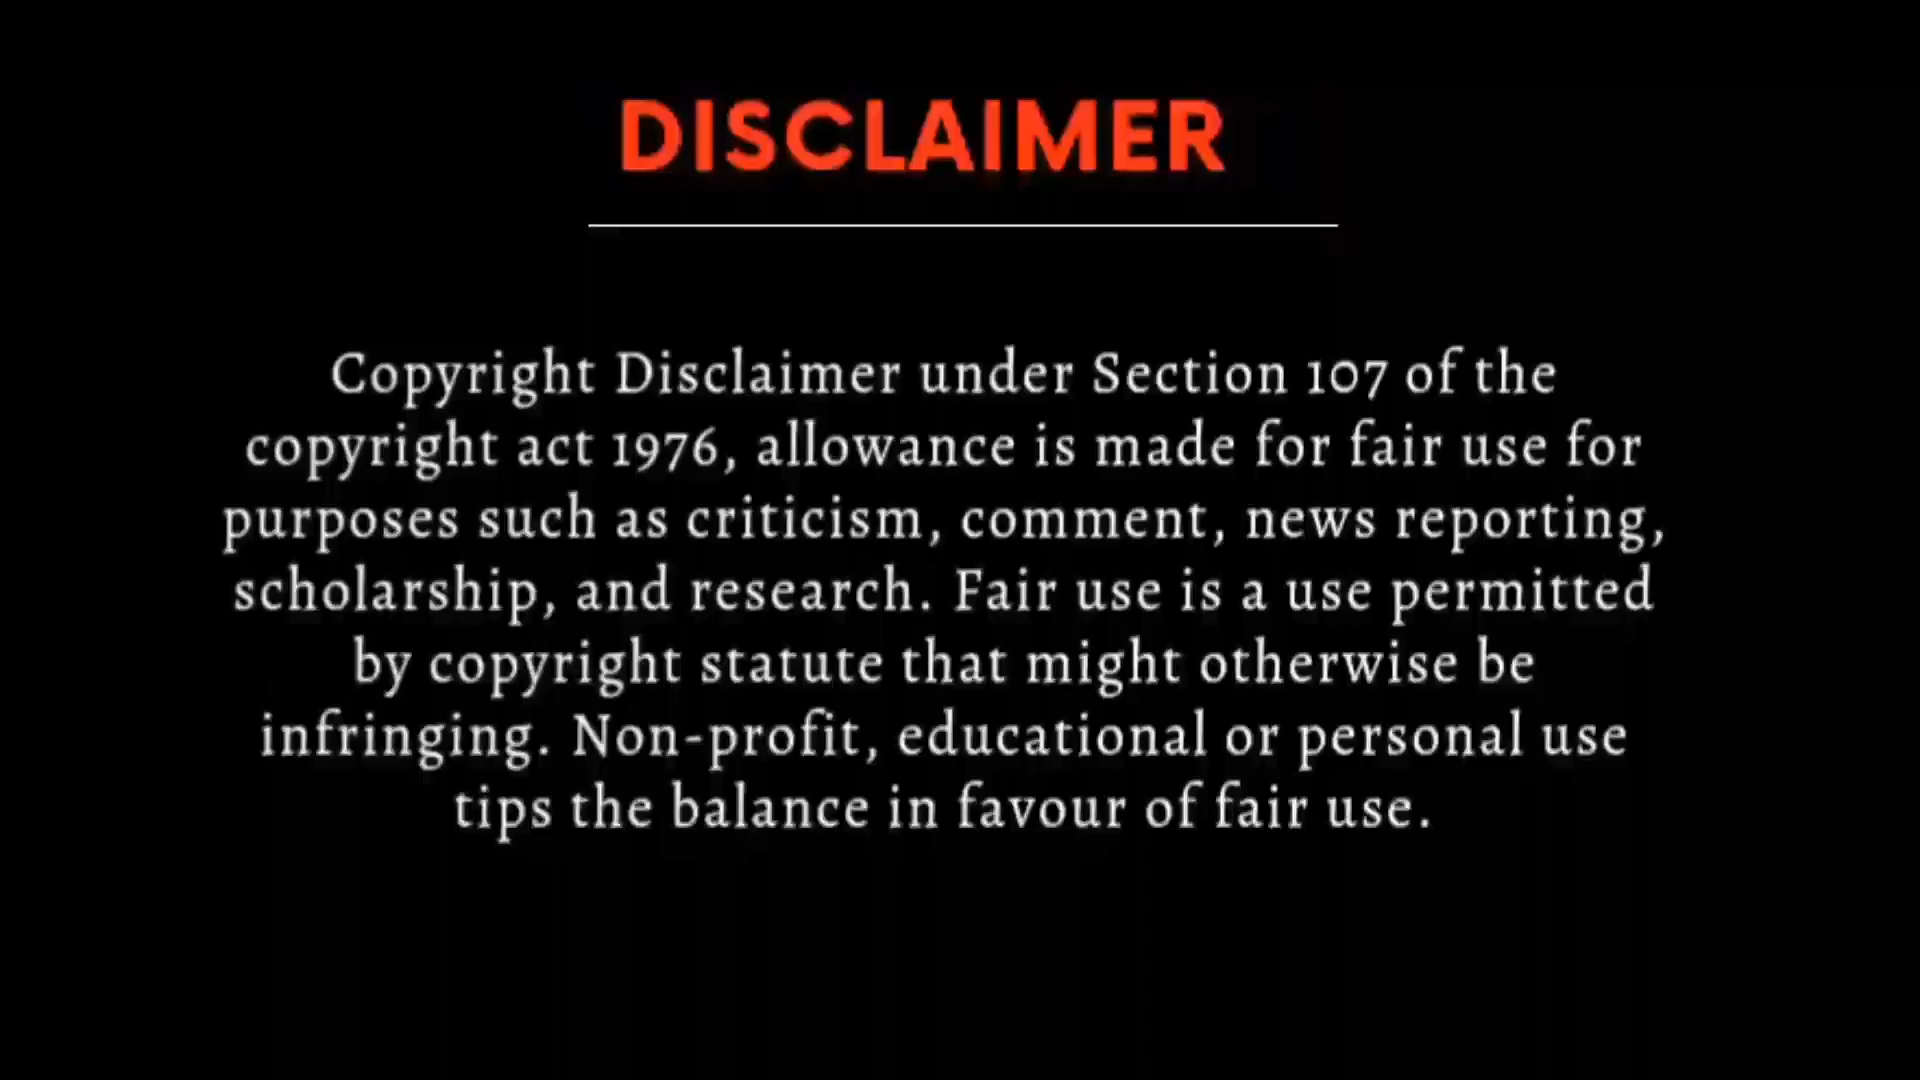 DISCLAIMER
Copyright Disclaimer under Section 107 of the
copyright act 1976, allowance is made for fair use for
purposes such as criticism, comment, news reporting,
scholarship, and research. Fair use is a use permitted
by copyright statute that might otherwise be
infringing. Non-profit, educational or personal use
tips the balance in favour of fair use.